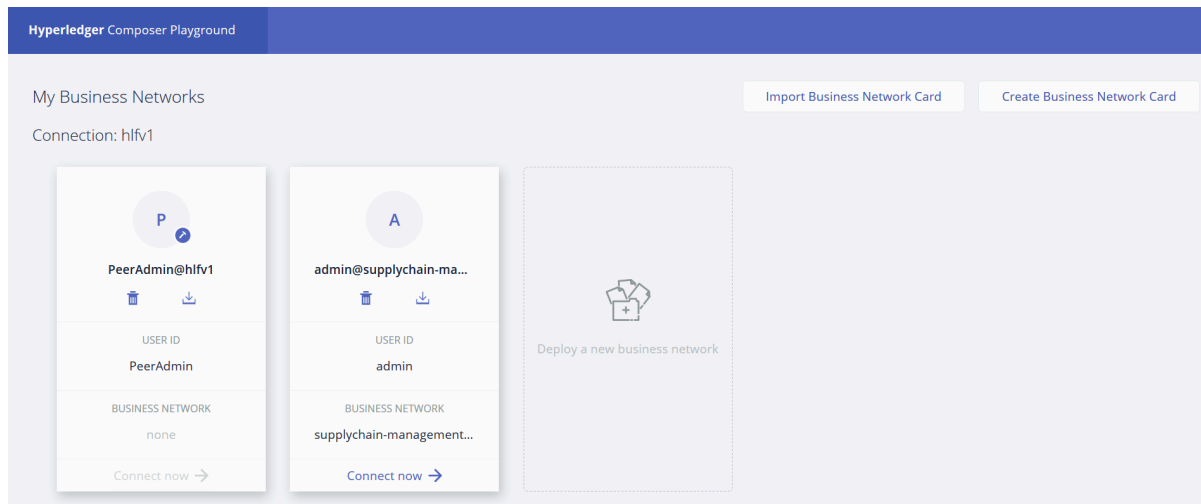 Hyperledger Composer Playground
My Business Networks
Import Business Network Card
Create Business Network Card
Connection: hlfv1
P
PeerAdmin@hlfv1
USER ID
PeerAdmin
BUSINESS NETWORK
none
Connect now
A
admin@supplychain-ma...
USER ID
admin
BUSINESS NETWORK
supplychain-management...
Connect now
Deploy a new business network